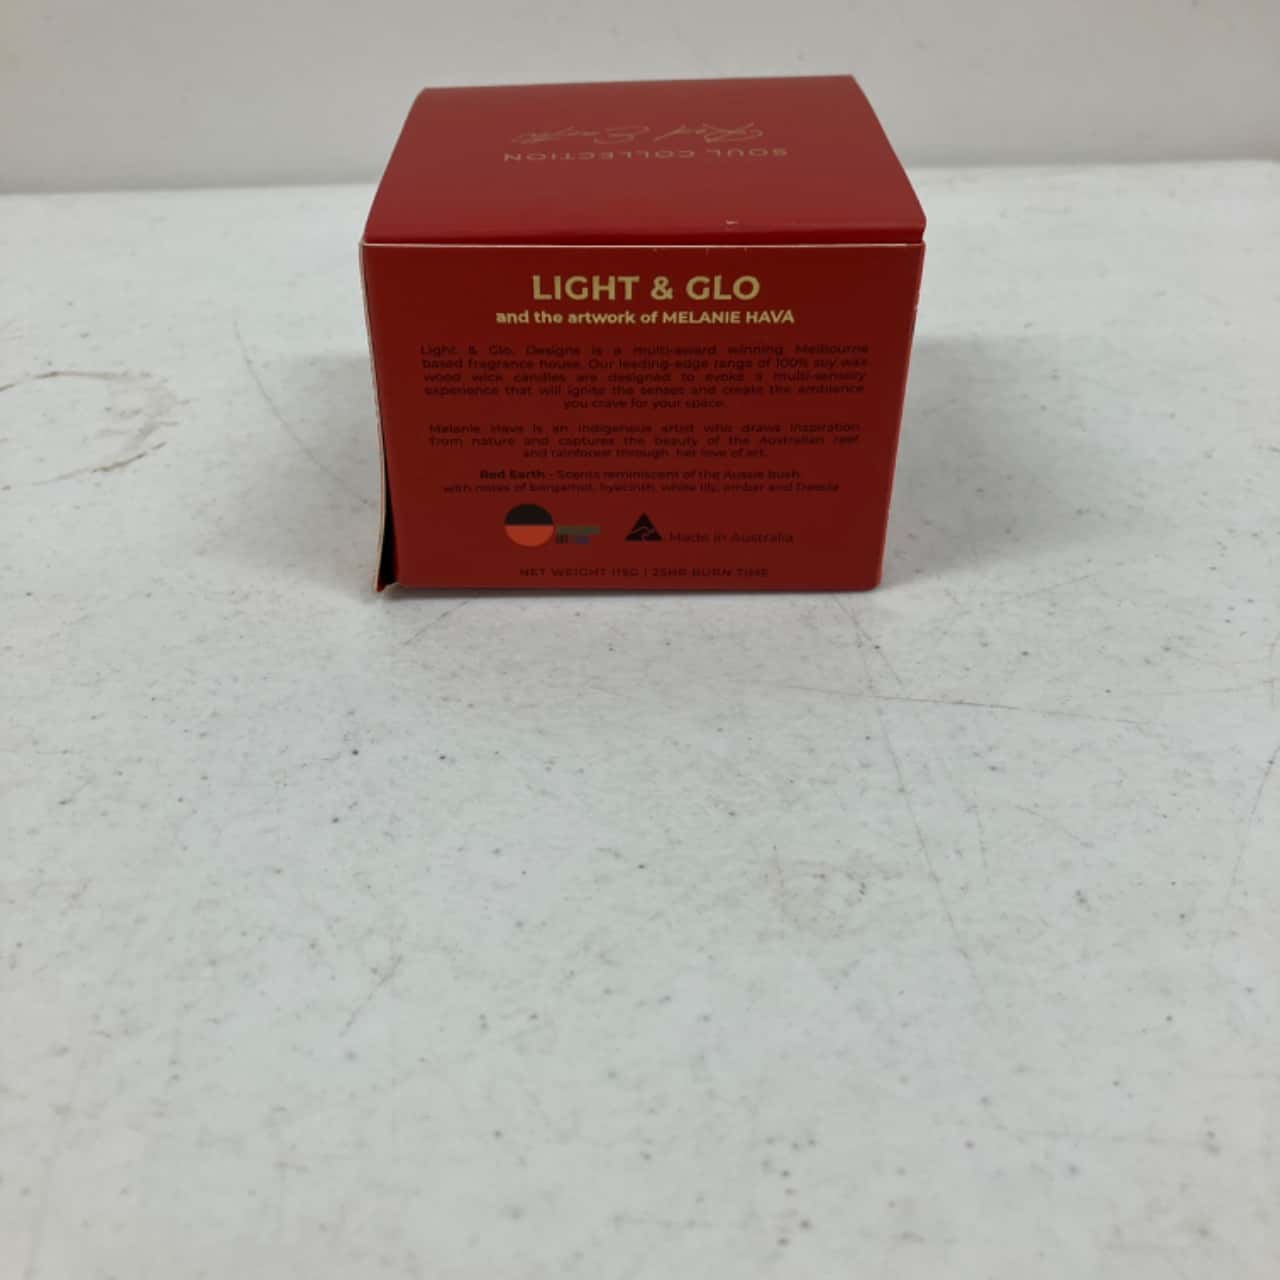 Red Earth
SOUL COLLECTION
LIGHT & GLO
and the artwork of MELANIE HAVA
Light & Glo Designs is a multi-award winning Melbourne
based fragrance house. Our leading-edge range of 100% soy wax
wood wick candles are designed to evoke a multi-sensory
experience that will ignite the senses and create the ambiance
you crave for your space.
Melanie Hava is an indigenous artist who draws inspiration
from nature and captures the beauty of the Australian reef
and rainforest through her love of art.
Red Earth - Scents reminiscent of the Aussie bush
with notes of bergamot, hyacinth, white lily, amber and freesia
Made in Australia
NET WEIGHT 115G | 25HR BURN TIME